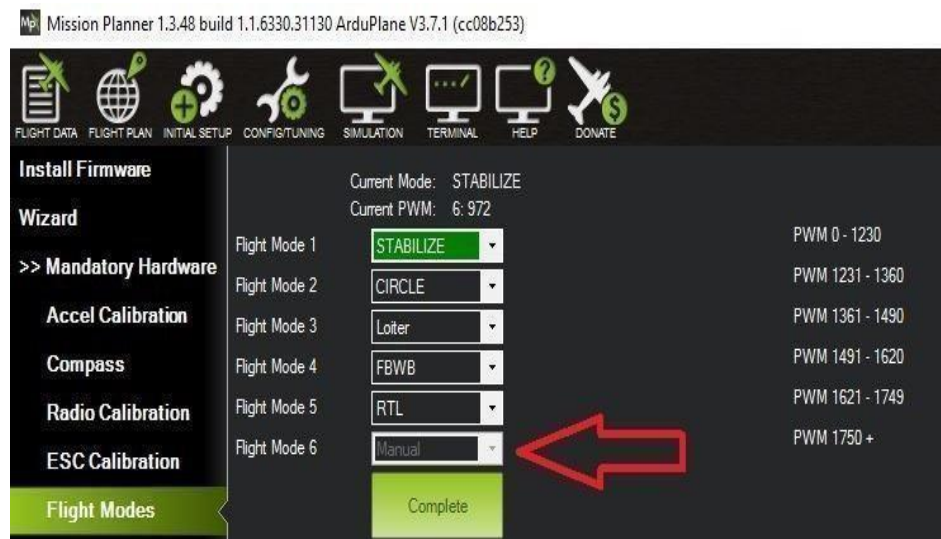 Mission Planner 1.3.48 build 1.1.6330.31130 ArduPlane V3.7.1 (cc08b253)
FLIGHT DATA FLIGHT PLAN INITIAL SETUP CONFIG/TUNING SIMULATION TERMINAL HELP DONATE
Install Firmware
Wizard
>> Mandatory Hardware
Accel Calibration
Compass
Radio Calibration
ESC Calibration
Flight Modes
Current Mode: STABILIZE
Current PWM: 6: 972
Flight Mode 1 STABILIZE PWM 0 - 1230
Flight Mode 2 CIRCLE PWM 1231 - 1360
Flight Mode 3 Loiter PWM 1361 - 1490
Flight Mode 4 FBWB PWM 1491 - 1620
Flight Mode 5 RTL PWM 1621 - 1749
Flight Mode 6 Manual PWM 1750 +
Complete